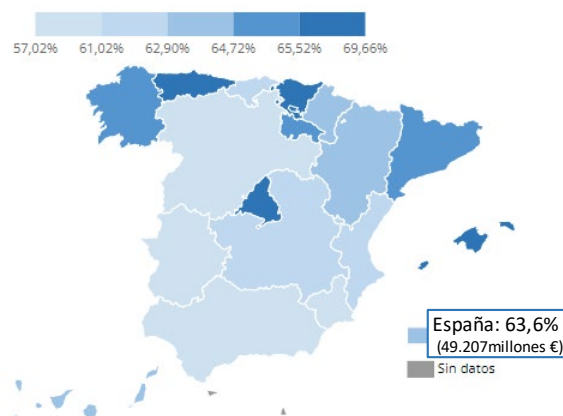 57,02% 61,02% 62,90% 64,72% 65,52% 69,66%
España: 63,6%
(49.207millones €)
Sin datos